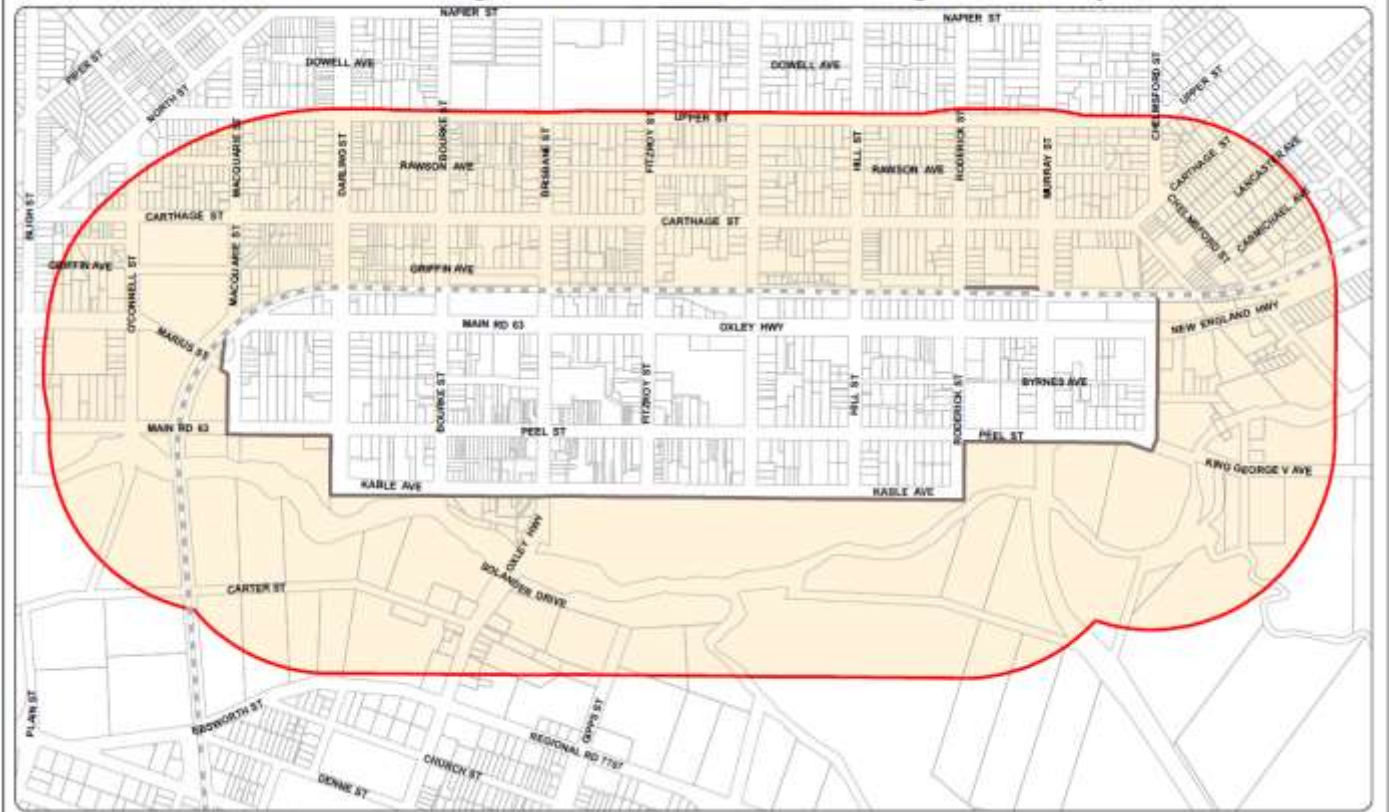 NAPIER ST
NAPIER ST
PIPER ST
DOWELL AVE
DOWELL AVE
NORTH ST
CHELMSFORD ST
UPPER ST
UPPER ST
MACQUARIE ST
DARLING ST
BOURKE ST
BRISBANE ST
FITZROY ST
HILL ST
RODERICK ST
MURRAY ST
RAWSON AVE
RAWSON AVE
CARTHAGE ST
LANCASTER AVE
BLIGH ST
CARTHAGE ST
CARTHAGE ST
CHELMSFORD ST
CARMICHAEL AVE
GRIFFIN AVE
GRIFFIN AVE
O'CONNELL ST
MACQUARIE ST
MARIUS ST
MAIN RD 63
OXLEY HWY
NEW ENGLAND HWY
BOURKE ST
FITZROY ST
HILL ST
RODERICK ST
BYRNES AVE
MAIN RD 63
PEEL ST
PEEL ST
KING GEORGE V AVE
KABLE AVE
KABLE AVE
OXLEY HWY
SOLANDER DRIVE
CARTER ST
PLAIN ST
EBSWORTH ST
GIPPS ST
REGIONAL RD 7767
CHURCH ST
DENNE ST